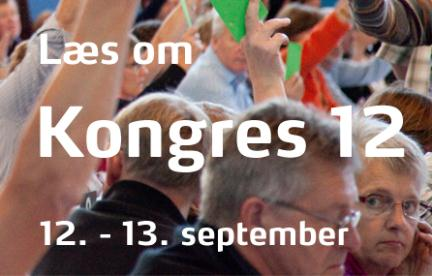 Læs om
Kongres 12
12. - 13. september